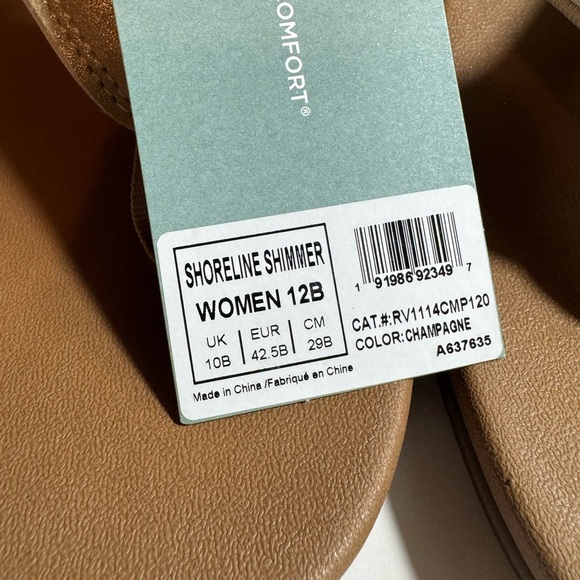 COMFORT®
SHORELINE SHIMMER
WOMEN 12B
UK EUR CM
10B 42.5B 29B
Made in China /Fabriqué en Chine
1 91986 92349 7
CAT.#:RV1114CMP120
COLOR:CHAMPAGNE
A637635